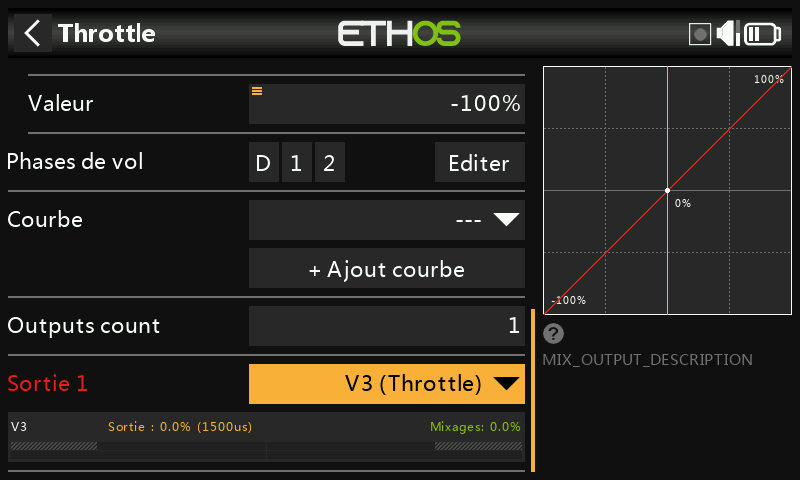 Throttle
ETHOS
Valeur
-100%
Phases de vol
D 1 2
Editer
Courbe
---
+ Ajout courbe
Outputs count
1
Sortie 1
V3 (Throttle)
V3
Sortie : 0.0% (1500us)
Mixages: 0.0%
100%
0%
-100%
?
MIX_OUTPUT_DESCRIPTION